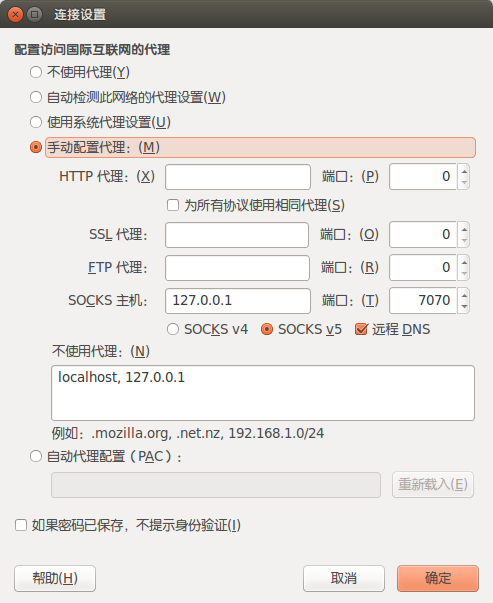 连接设置
配置访问国际互联网的代理
不使用代理(Y)
自动检测此网络的代理设置(W)
使用系统代理设置(U)
手动配置代理：(M)
HTTP 代理：(X) 端口：(P) 0
为所有协议使用相同代理(S)
SSL 代理： 端口：(O) 0
FTP 代理： 端口：(R) 0
SOCKS 主机： 127.0.0.1 端口：(T) 7070
SOCKS v4 SOCKS v5 远程 DNS
不使用代理：(N)
localhost, 127.0.0.1
例如：.mozilla.org, .net.nz, 192.168.1.0/24
自动代理配置（PAC）：
重新载入(E)
如果密码已保存，不提示身份验证(I)
帮助(H) 取消 确定